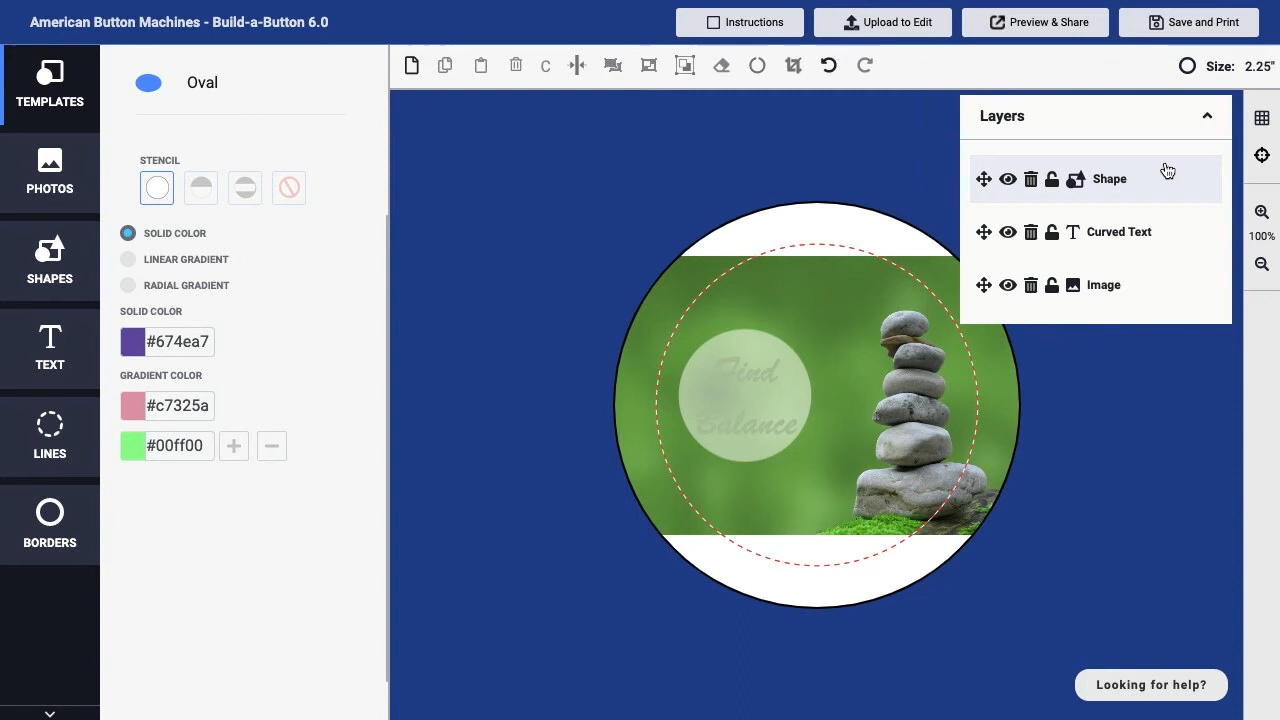 American Button Machines - Build-a-Button 6.0
Instructions
Upload to Edit
Preview & Share
Save and Print
Size: 2.25"
TEMPLATES
PHOTOS
SHAPES
TEXT
LINES
BORDERS
Oval
STENCIL
SOLID COLOR
LINEAR GRADIENT
RADIAL GRADIENT
SOLID COLOR
#674ea7
GRADIENT COLOR
#c7325a
#00ff00
Find
Balance
Layers
Shape
Curved Text
Image
100%
Looking for help?